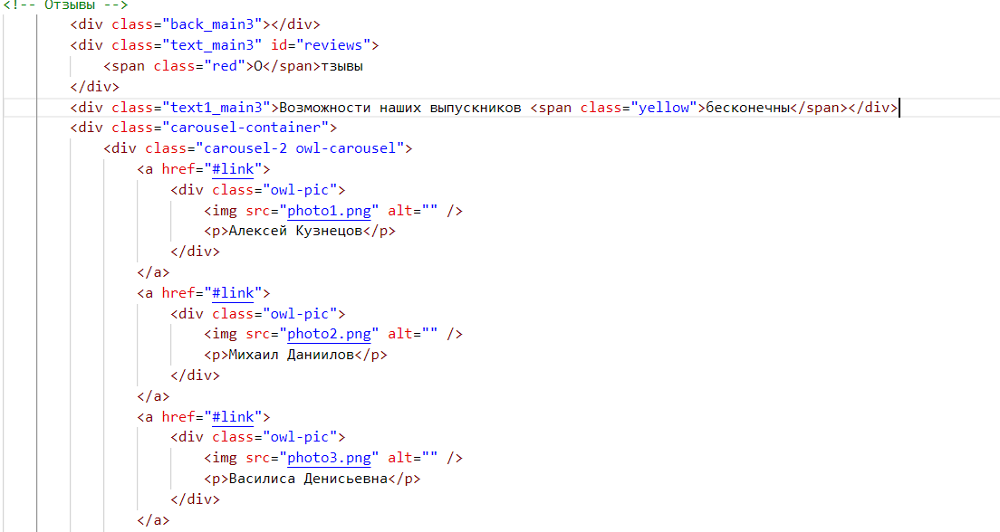 <!-- Отзывы -->
<div class="back_main3"></div>
<div class="text_main3" id="reviews">
<span class="red">О</span>тзывы
</div>
<div class="text1_main3">Возможности наших выпускников <span class="yellow">бесконечны</span></div>
<div class="carousel-container">
<div class="carousel-2 owl-carousel">
<a href="#link">
<div class="owl-pic">
<img src="photo1.png" alt="" />
<p>Алексей Кузнецов</p>
</div>
</a>
<a href="#link">
<div class="owl-pic">
<img src="photo2.png" alt="" />
<p>Михаил Даниилов</p>
</div>
</a>
<a href="#link">
<div class="owl-pic">
<img src="photo3.png" alt="" />
<p>Василиса Денисьевна</p>
</div>
</a>